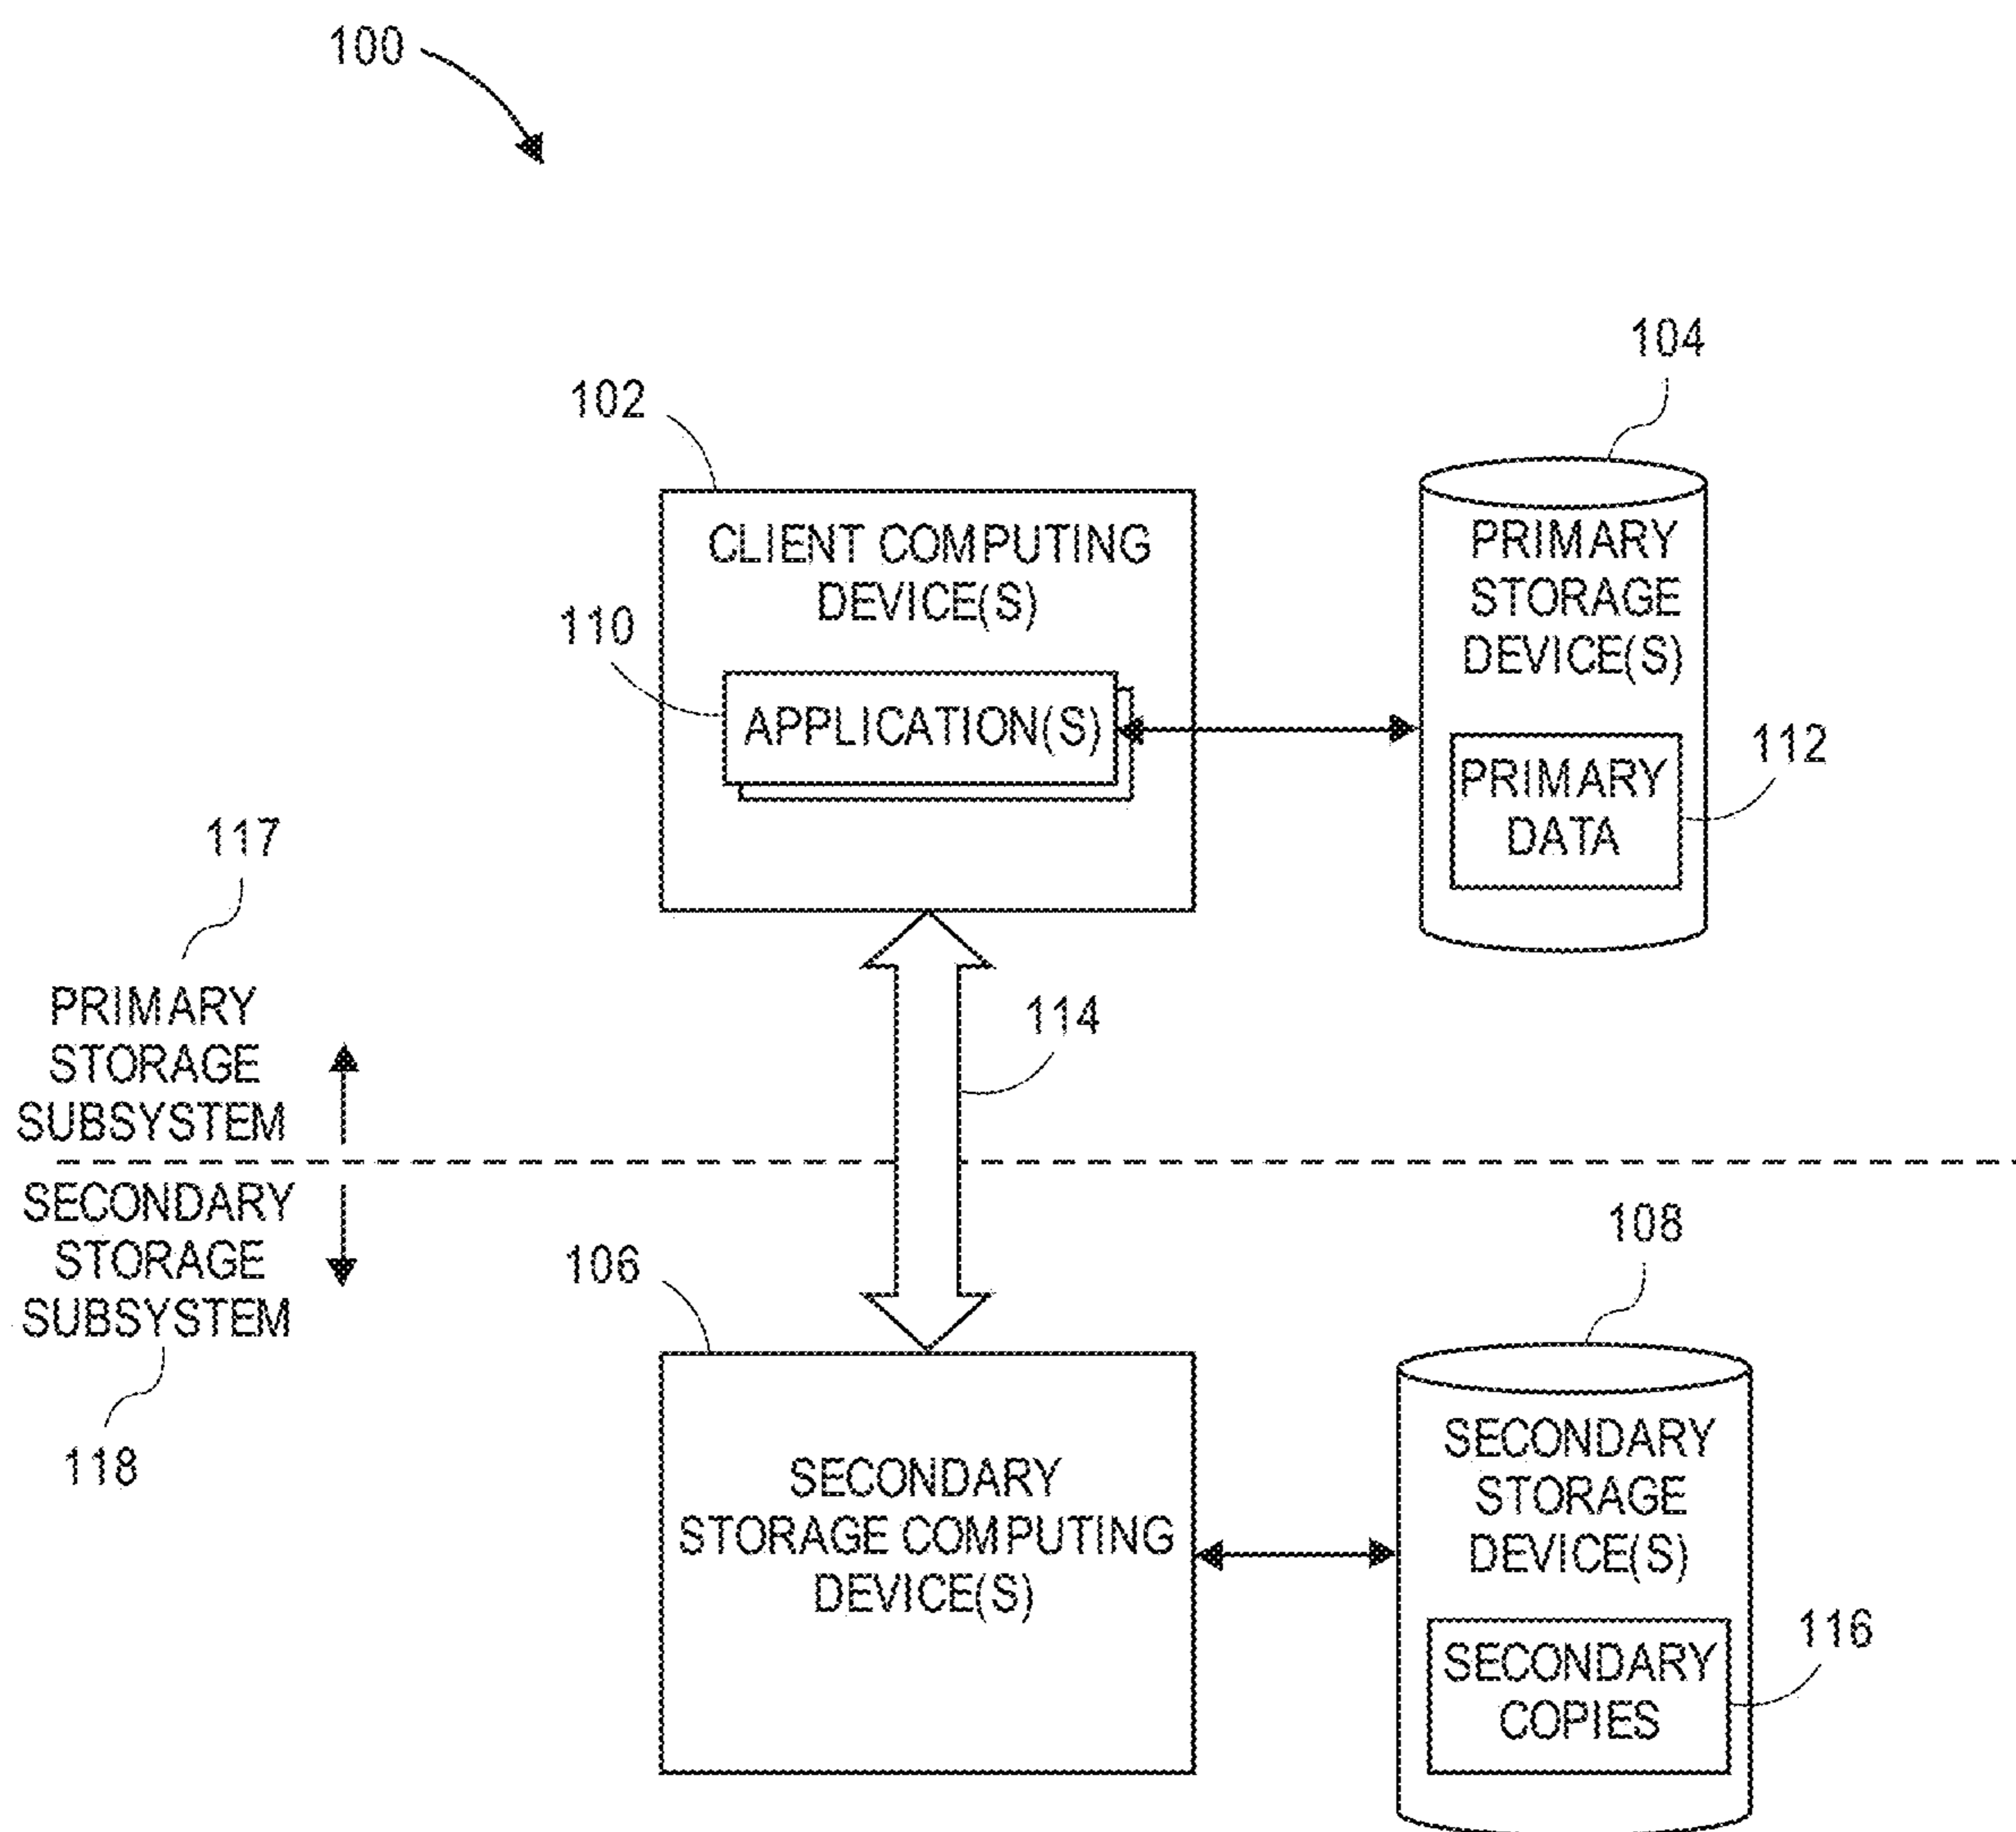 100
104
102
CLIENT COMPUTING
DEVICE(S)
110
APPLICATION(S)
PRIMARY
STORAGE
DEVICE(S)
112
PRIMARY
DATA
117
PRIMARY
STORAGE
SUBSYSTEM
114
SECONDARY
STORAGE
SUBSYSTEM
118
106
108
SECONDARY
STORAGE COMPUTING
DEVICE(S)
SECONDARY
STORAGE
DEVICE(S)
116
SECONDARY
COPIES